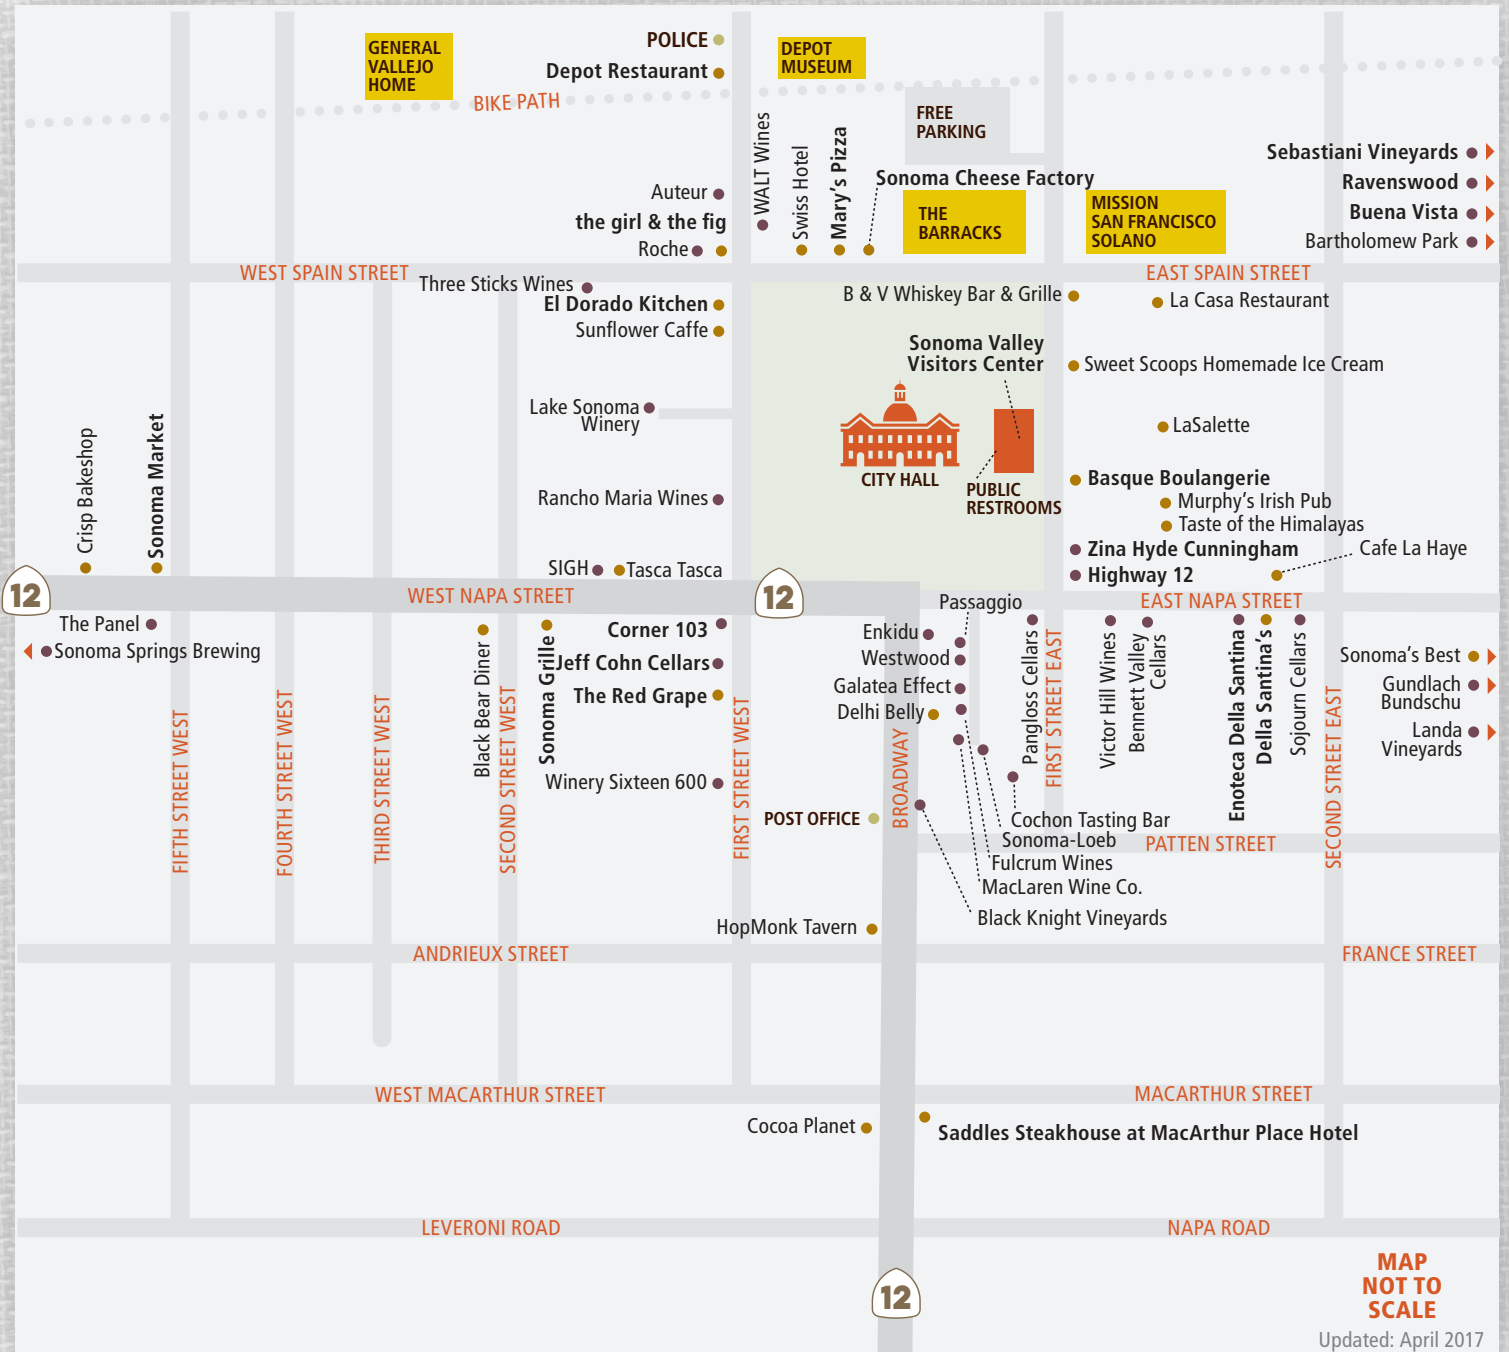 POLICE
GENERAL
VALLEJO
HOME
DEPOT
MUSEUM
Depot Restaurant
BIKE PATH
FREE
PARKING
WALT Wines
Swiss Hotel
Mary's Pizza
Sonoma Cheese Factory
Sebastiani Vineyards
Ravenswood
Buena Vista
Bartholomew Park
Auteur
the girl & the fig
Roche
THE
BARRACKS
MISSION
SAN FRANCISCO
SOLANO
WEST SPAIN STREET
EAST SPAIN STREET
Three Sticks Wines
El Dorado Kitchen
Sunflower Caffe
B & V Whiskey Bar & Grille
La Casa Restaurant
Sonoma Valley
Visitors Center
Sweet Scoops Homemade Ice Cream
Lake Sonoma
Winery
LaSalette
Crisp Bakeshop
Sonoma Market
CITY HALL
PUBLIC
RESTROOMS
Basque Boulangerie
Murphy's Irish Pub
Taste of the Himalayas
Rancho Maria Wines
Zina Hyde Cunningham
Cafe La Haye
Highway 12
SIGH
Tasca Tasca
12
12
WEST NAPA STREET
EAST NAPA STREET
The Panel
Sonoma Springs Brewing
Black Bear Diner
Sonoma Grille
Corner 103
Jeff Cohn Cellars
The Red Grape
Winery Sixteen 600
Passaggio
Enkidu
Westwood
Galatea Effect
Delhi Belly
Pangloss Cellars
Victor Hill Wines
Bennett Valley
Cellars
Enoteca Della Santina
Della Santina's
Sojourn Cellars
Sonoma's Best
Gundlach
Bundschu
Landa
Vineyards
FIFTH STREET WEST
FOURTH STREET WEST
THIRD STREET WEST
SECOND STREET WEST
FIRST STREET WEST
BROADWAY
FIRST STREET EAST
SECOND STREET EAST
POST OFFICE
Cochon Tasting Bar
Sonoma-Loeb
PATTEN STREET
Fulcrum Wines
MacLaren Wine Co.
Black Knight Vineyards
HopMonk Tavern
ANDRIEUX STREET
FRANCE STREET
WEST MACARTHUR STREET
MACARTHUR STREET
Cocoa Planet
Saddles Steakhouse at MacArthur Place Hotel
LEVERONI ROAD
NAPA ROAD
12
MAP
NOT TO
SCALE
Updated: April 2017